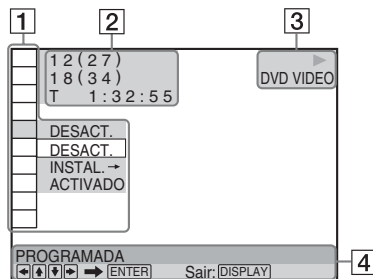 1 2 3
12(27)
18(34)
T 1:32:55
DVD VIDEO
DESACT.
DESACT.
INSTAL.→
ACTIVADO
PROGRAMADA
ENTER Sair: DISPLAY
4